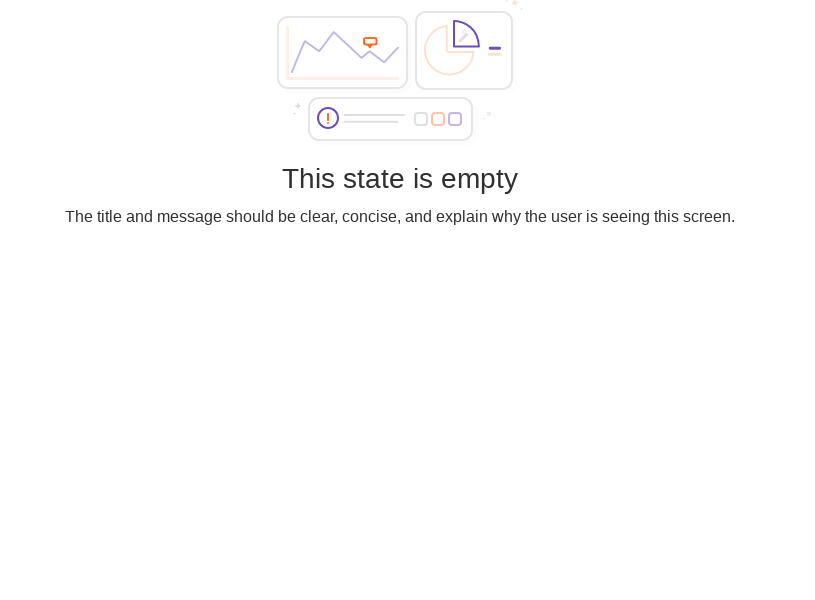 This state is empty
The title and message should be clear, concise, and explain why the user is seeing this screen.